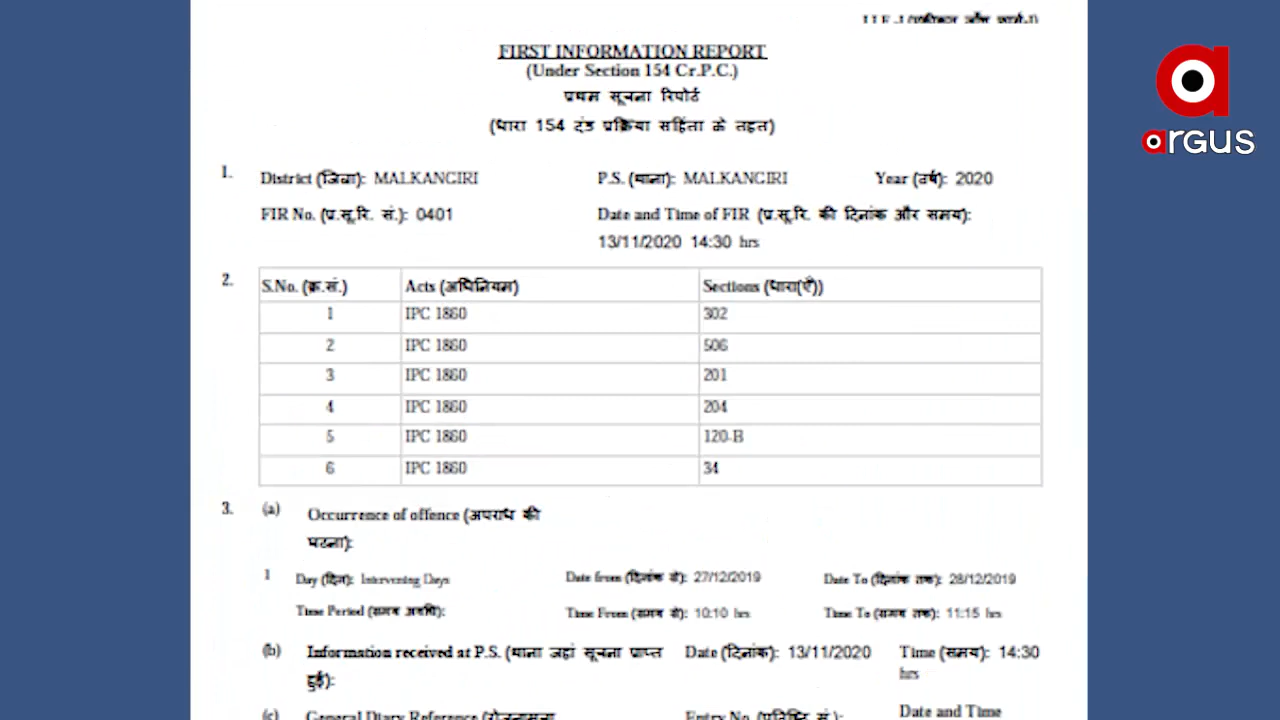 FIRST INFORMATION REPORT
(Under Section 154 Cr.P.C.)
प्रथम सूचना रिपोर्ट
(धारा 154 दंड प्रक्रिया संहिता के तहत)
argus
1. District (जिला): MALKANGIRI P.S. (थाना): MALKANGIRI Year (वर्ष): 2020
FIR No. (प्र.सू.रि. सं.): 0401 Date and Time of FIR (प्र.सू.रि. की दिनांक और समय):
13/11/2020 14:30 hrs
2. S.No. (क्र.सं.) Acts (अधिनियम) Sections (धारा(एँ))
1 IPC 1860 302
2 IPC 1860 506
3 IPC 1860 201
4 IPC 1860 204
5 IPC 1860 120-B
6 IPC 1860 34
3. (a) Occurrence of offence (अपराध की
घटना):
1 Day (दिन): Intervening Days Date from (दिनांक से): 27/12/2019 Date To (दिनांक तक): 28/12/2019
Time Period (समय अवधि): Time From (समय से): 10:10 hrs Time To (समय तक): 11:15 hrs
(b) Information received at P.S. (थाना जहां सूचना प्राप्त Date (दिनांक): 13/11/2020 Time (समय): 14:30
हुई): hrs
(c) General Diary Reference (रोजनामचा Entry No. (प्रविष्टि सं.): Date and Time